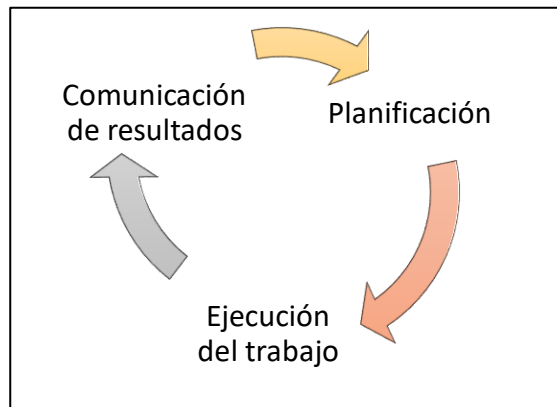 Comunicación
de resultados
Planificación
Ejecución
del trabajo